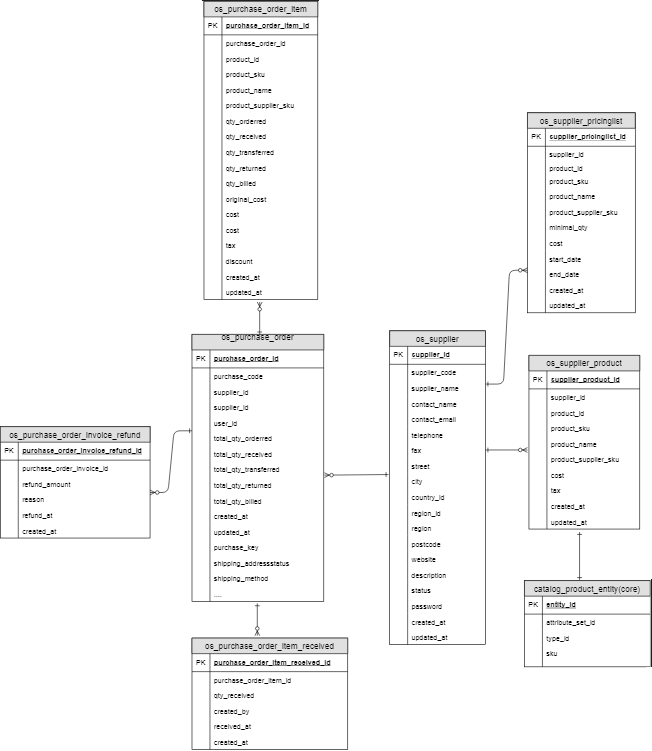 os_purchase_order_item
PK purchase_order_item_id
purchase_order_id
product_id
product_sku
product_name
product_supplier_sku
qty_orderred
qty_received
qty_transferred
qty_returned
qty_billed
original_cost
cost
cost
tax
discount
created_at
updated_at
os_supplier_pricinglist
PK supplier_pricinglist_id
supplier_id
product_id
product_sku
product_name
product_supplier_sku
minimal_qty
cost
start_date
end_date
created_at
updated_at
os_purchase_order
PK purchase_order_id
purchase_code
supplier_id
supplier_id
user_id
total_qty_orderred
total_qty_received
total_qty_transferred
total_qty_returned
total_qty_billed
created_at
updated_at
purchase_key
shipping_addressstatus
shipping_method
....
os_supplier
PK supplier_id
supplier_code
supplier_name
contact_name
contact_email
telephone
fax
street
city
country_id
region_id
region
postcode
website
description
status
password
created_at
updated_at
os_supplier_product
PK supplier_product_id
supplier_id
product_id
product_sku
product_name
product_supplier_sku
cost
tax
created_at
updated_at
os_purchase_order_invoice_refund
PK purchase_order_invoice_refund_id
purchase_order_invoice_id
refund_amount
reason
refund_at
created_at
catalog_product_entity(core)
PK entity_id
attribute_set_id
type_id
sku
os_purchase_order_item_received
PK purchase_order_item_received_id
purchase_order_item_id
qty_received
created_by
received_at
created_at